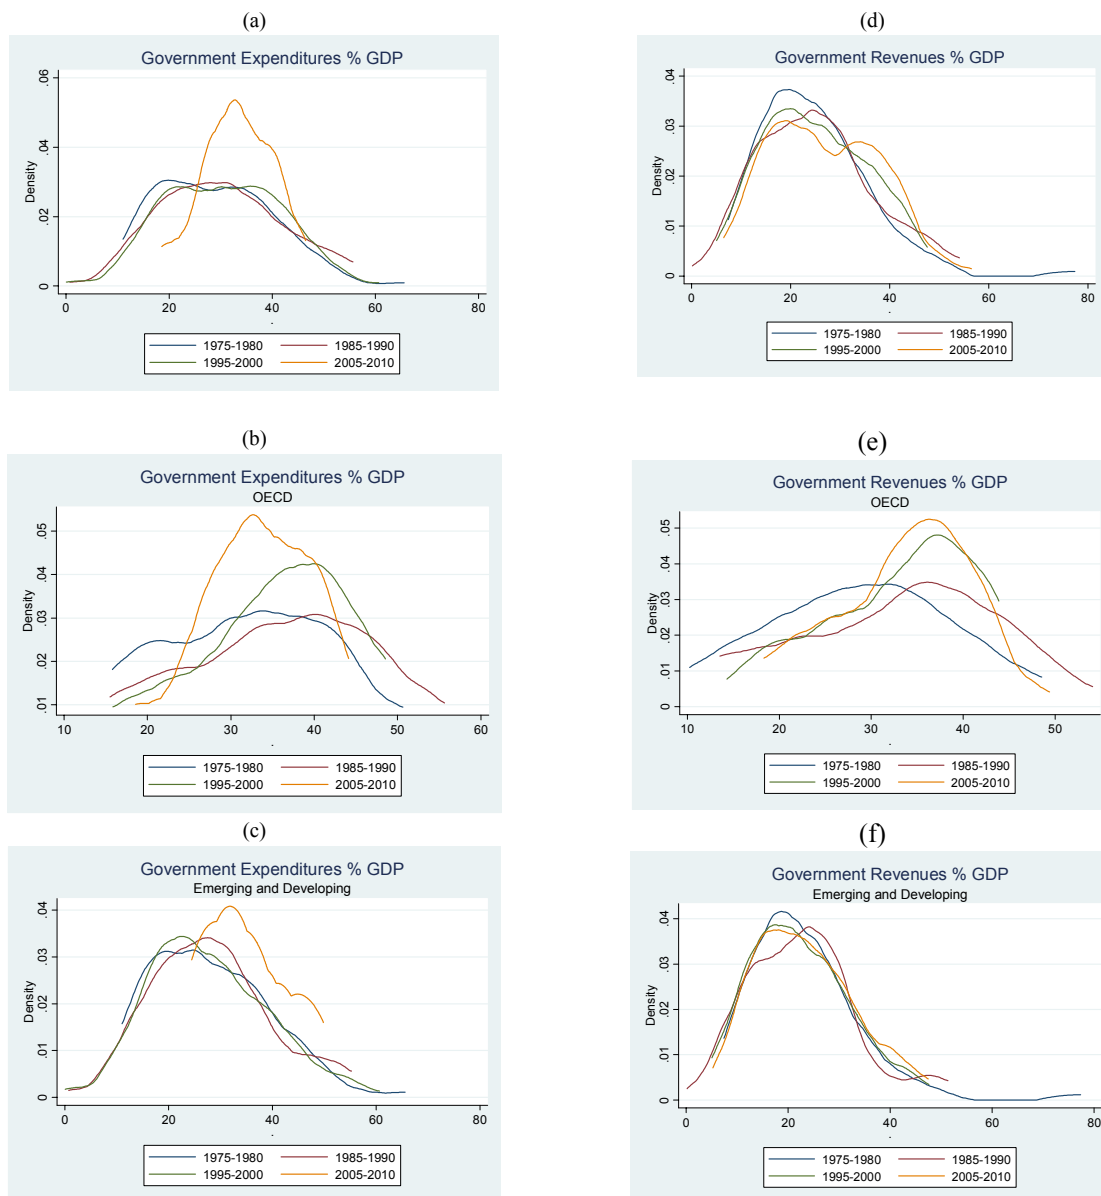 (a)
Government Expenditures % GDP
Density
.06
.04
.02
0
0 20 40 60 80
.
1975-1980 1985-1990
1995-2000 2005-2010
(d)
Government Revenues % GDP
Density
.04
.03
.02
.01
0
0 20 40 60 80
.
1975-1980 1985-1990
1995-2000 2005-2010
(b)
Government Expenditures % GDP
OECD
Density
.05
.04
.03
.02
.01
10 20 30 40 50 60
.
1975-1980 1985-1990
1995-2000 2005-2010
(e)
Government Revenues % GDP
OECD
Density
.05
.04
.03
.02
.01
0
10 20 30 40 50
.
1975-1980 1985-1990
1995-2000 2005-2010
(c)
Government Expenditures % GDP
Emerging and Developing
Density
.04
.03
.02
.01
0
0 20 40 60 80
.
1975-1980 1985-1990
1995-2000 2005-2010
(f)
Government Revenues % GDP
Emerging and Developing
Density
.04
.03
.02
.01
0
0 20 40 60 80
.
1975-1980 1985-1990
1995-2000 2005-2010